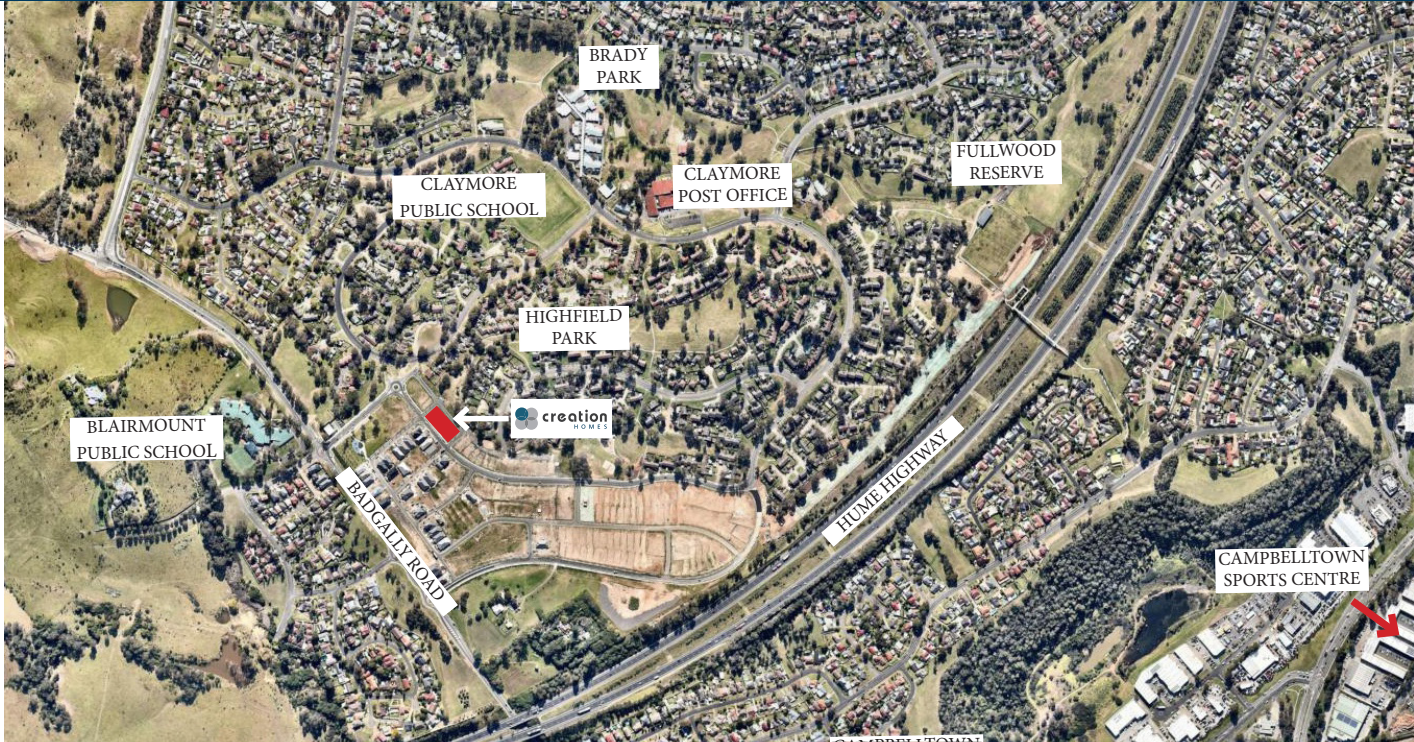 BRADY
PARK
FULLWOOD
RESERVE
CLAYMORE
PUBLIC SCHOOL
CLAYMORE
POST OFFICE
HIGHFIELD
PARK
creation
HOMES
BLAIRMOUNT
PUBLIC SCHOOL
BADGALLY ROAD
HUME HIGHWAY
CAMPBELLTOWN
SPORTS CENTRE
CAMPBELLTOWN